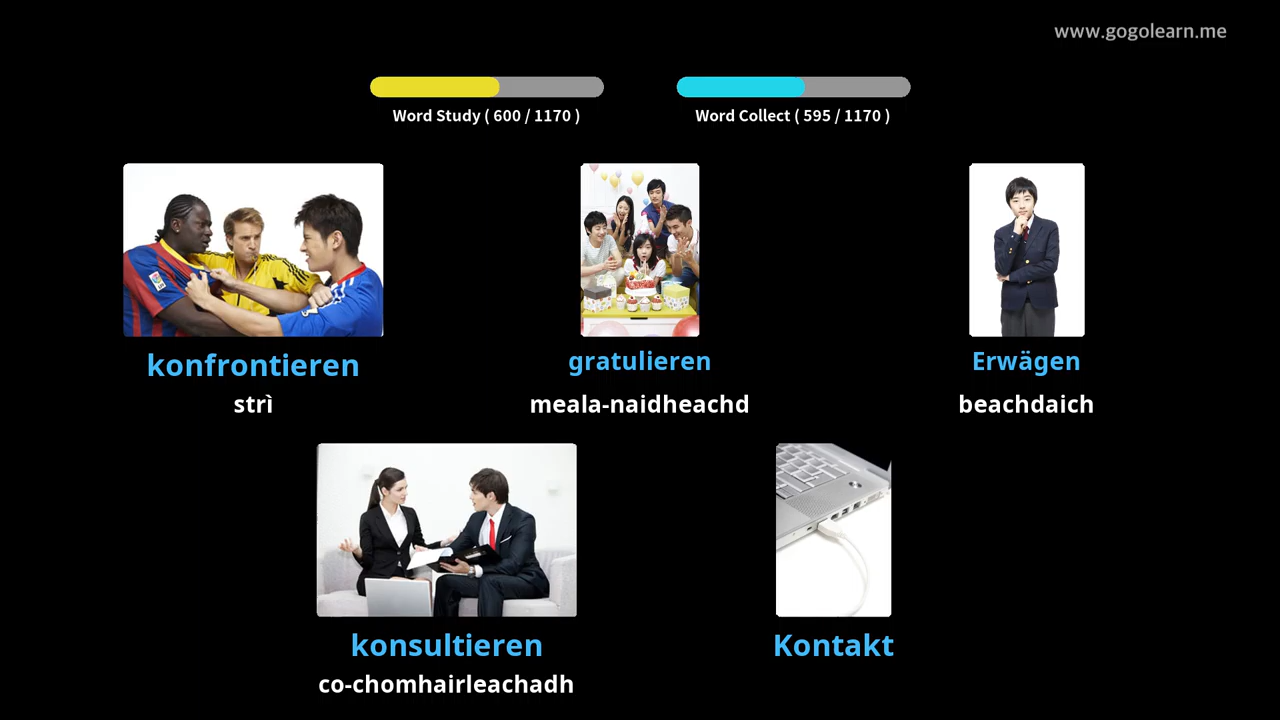 www.gogolearn.me
Word Study ( 600 / 1170 )
Word Collect ( 595 / 1170 )
konfrontieren
strì
gratulieren
meala-naidheachd
Erwägen
beachdaich
konsultieren
co-chomhairleachadh
Kontakt